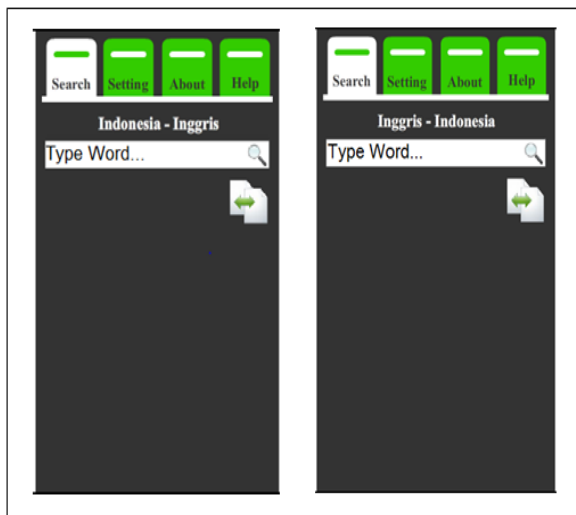 Search Setting About Help
Indonesia - Inggris
Type Word...
Search Setting About Help
Inggris - Indonesia
Type Word...